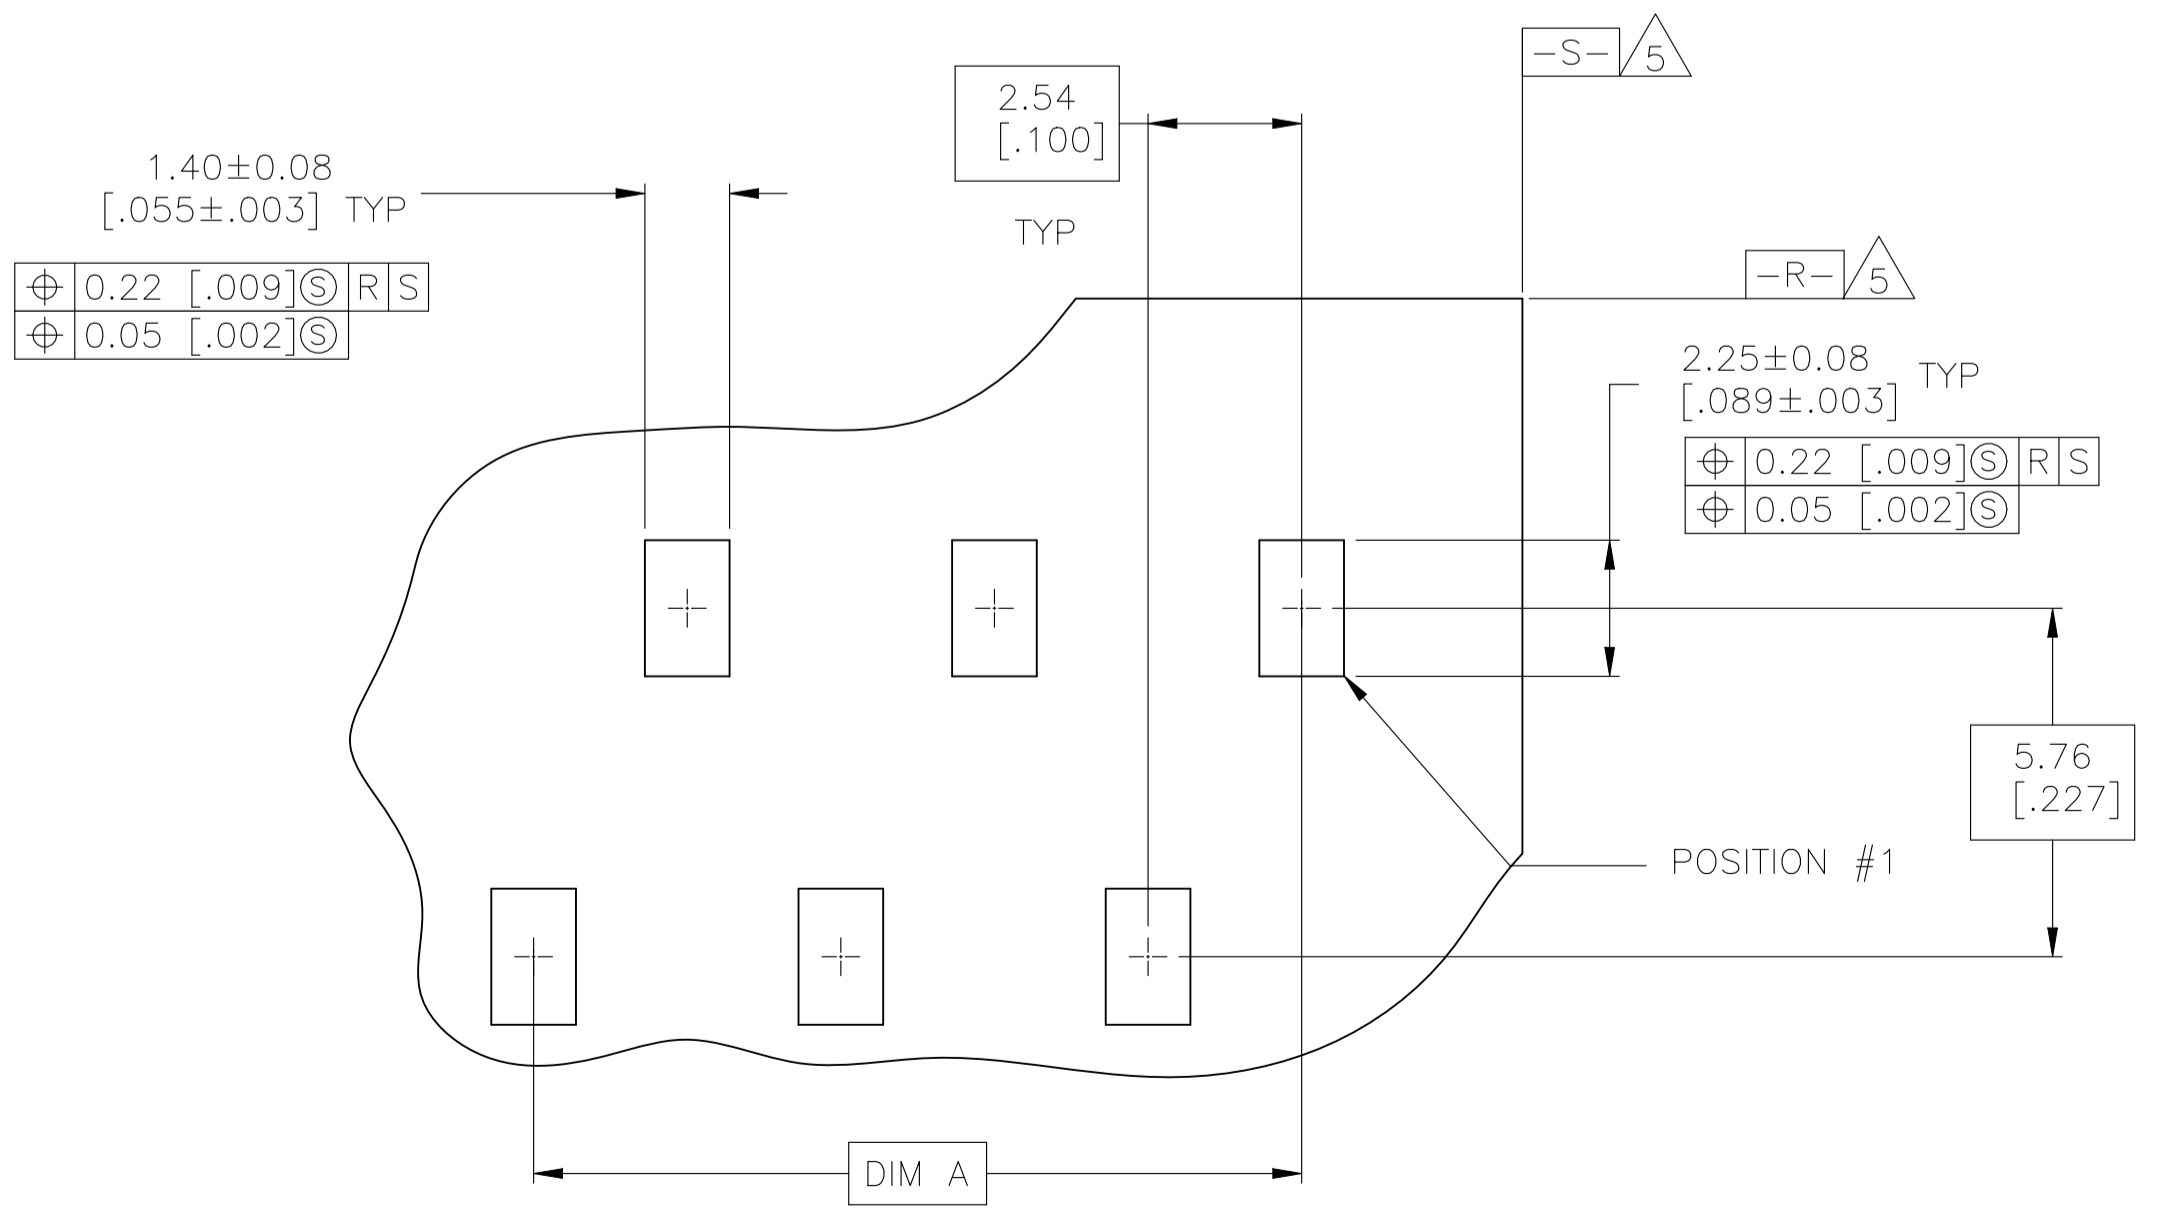 -S- 5
2.54
[.100]
TYP
1.40±0.08
[.055±.003] TYP
⌖ 0.22 [.009]Ⓢ R S
⌖ 0.05 [.002]Ⓢ
-R- 5
2.25±0.08
[.089±.003] TYP
⌖ 0.22 [.009]Ⓢ R S
⌖ 0.05 [.002]Ⓢ
5.76
[.227]
POSITION #1
DIM A